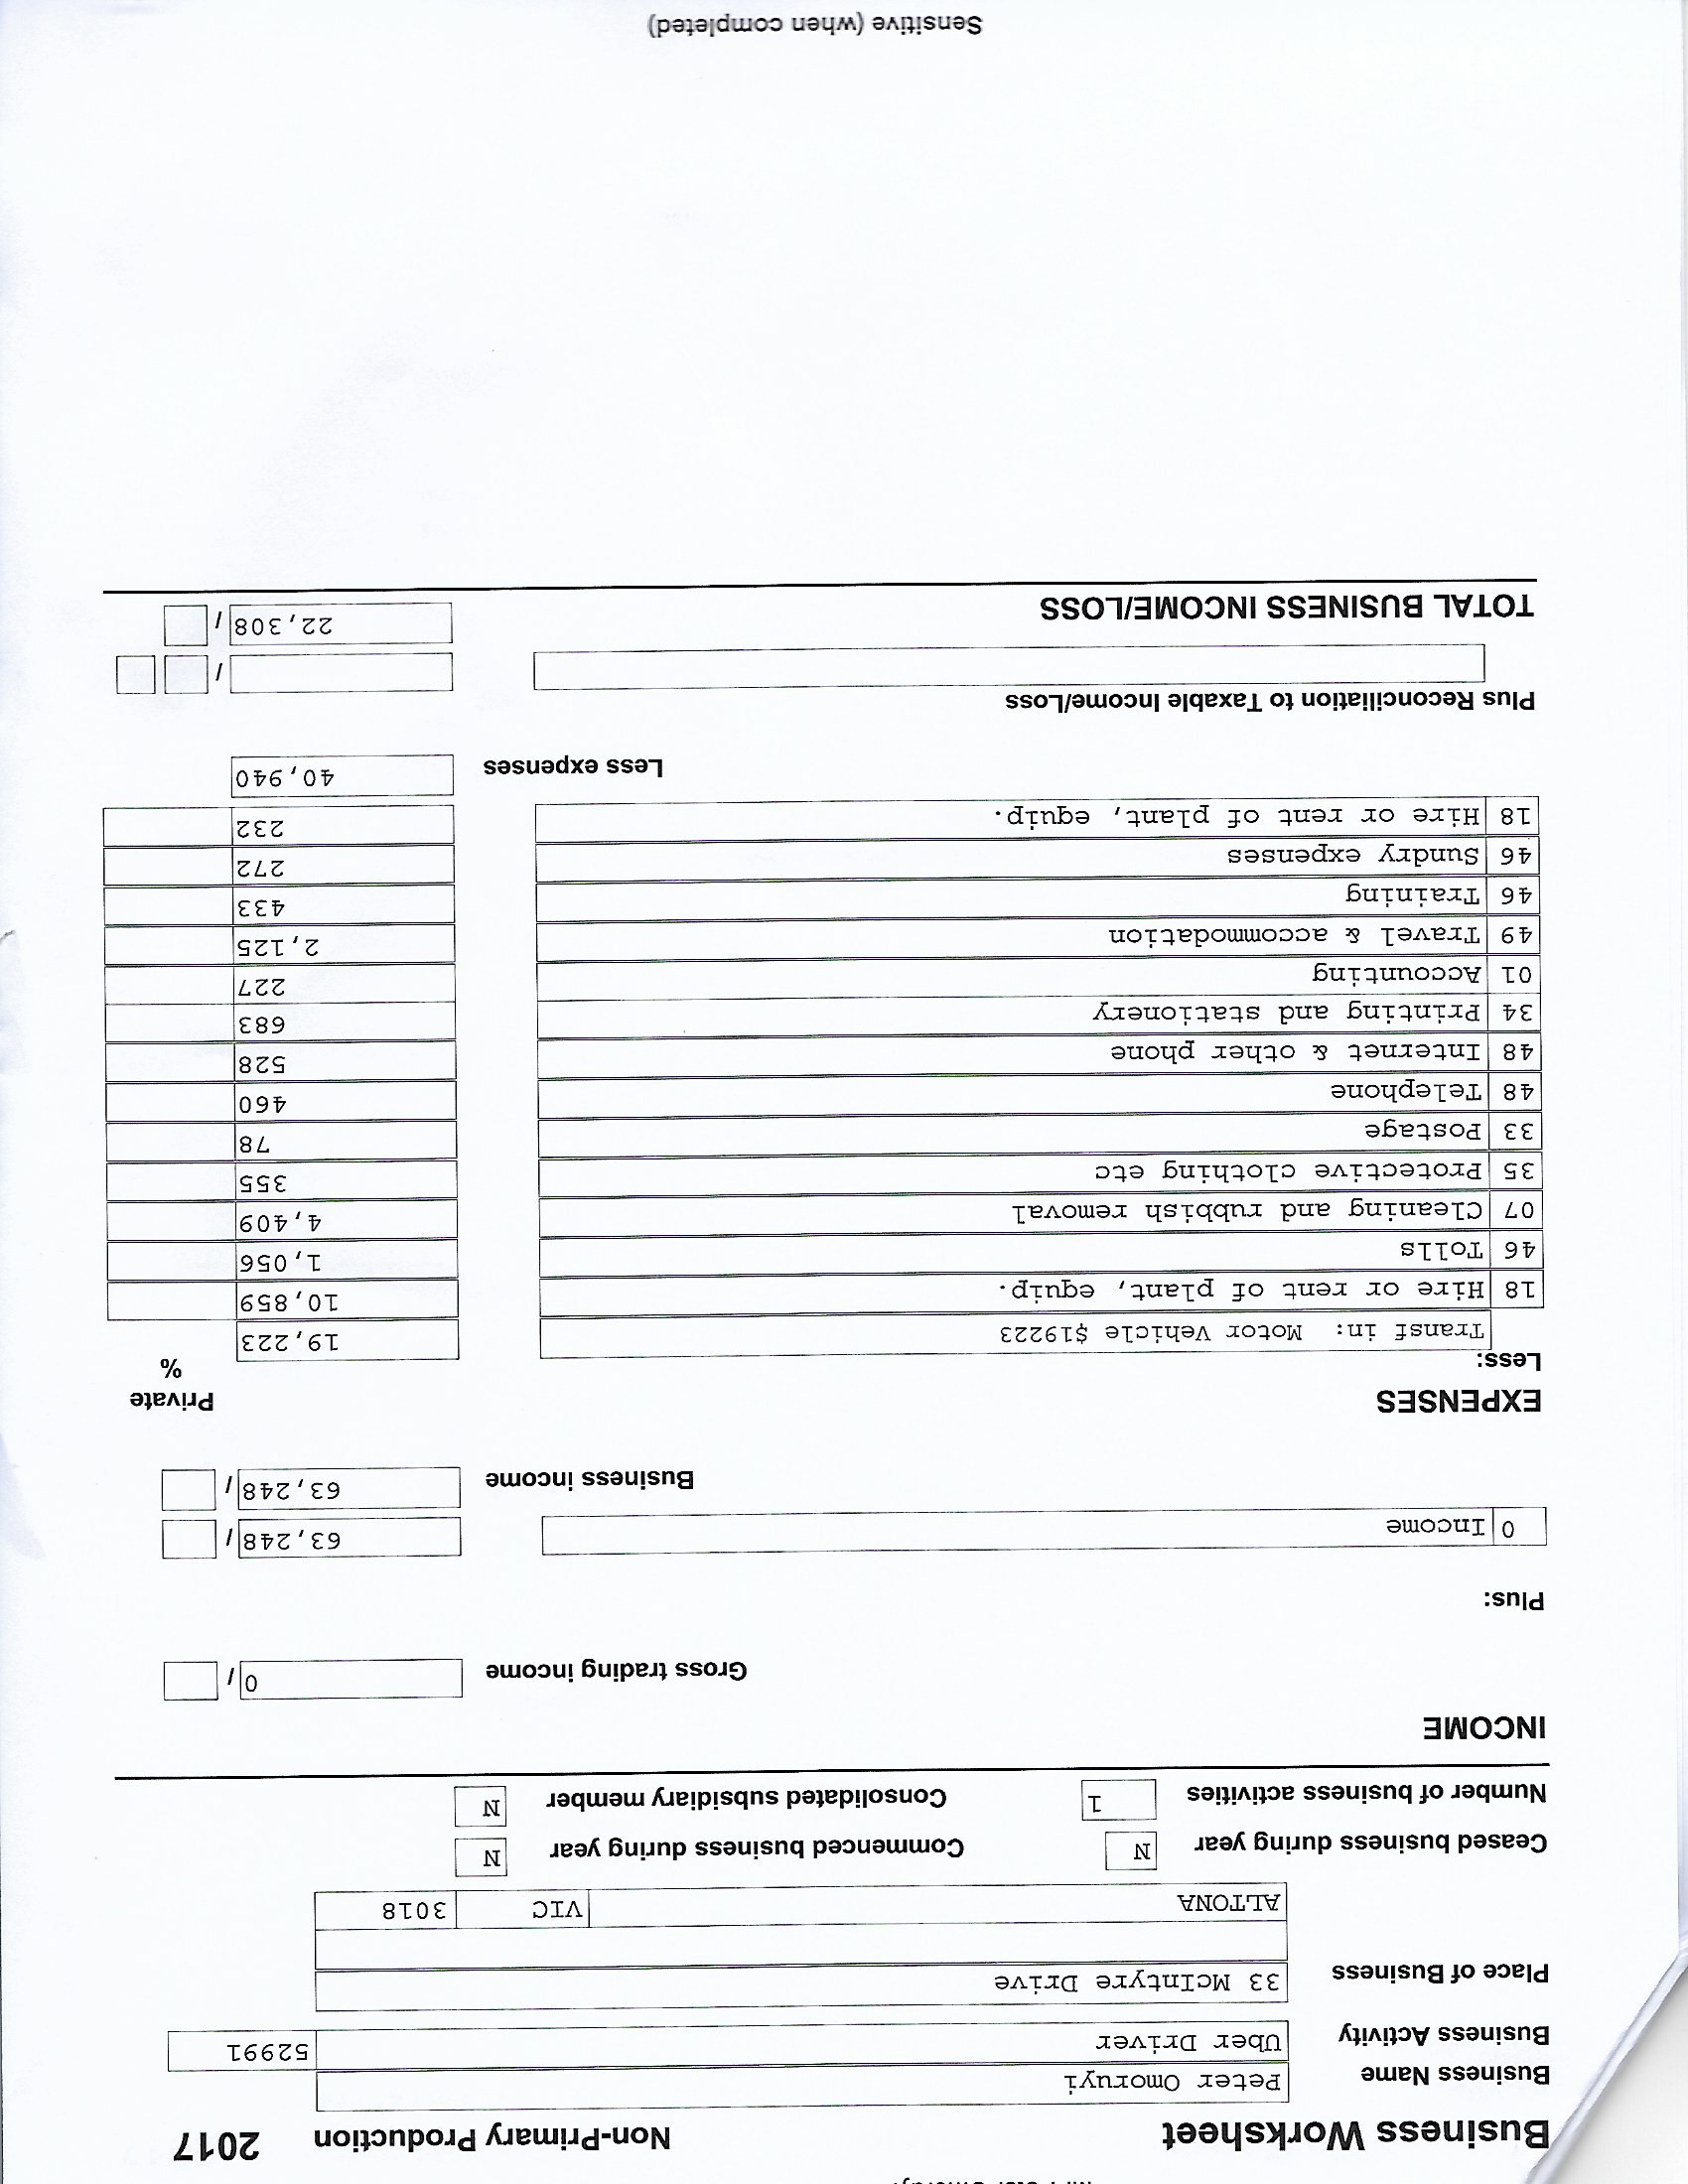 Business Worksheet Non-Primary Production 2017
Business Name Peter Omoruyi
Business Activity Uber Driver 52991
Place of Business 33 McIntyre Drive
ALTONA VIC 3018
Ceased business during year N Commenced business during year N
Number of business activities 1 Consolidated subsidiary member N
INCOME
Gross trading income 0 /
Plus:
0 Income 63,248 /
Business income 63,248 /
EXPENSES Private
Less: %
Transf in: Motor Vehicle $19223 19,223
18 Hire or rent of plant, equip. 10,859
46 Tolls 1,056
07 Cleaning and rubbish removal 4,409
35 Protective clothing etc 355
33 Postage 78
48 Telephone 460
48 Internet & other phone 528
34 Printing and stationery 683
01 Accounting 227
49 Travel & accommodation 2,125
46 Training 433
46 Sundry expenses 272
18 Hire or rent of plant, equip. 232
Less expenses 40,940
Plus Reconciliation to Taxable Income/Loss
/
TOTAL BUSINESS INCOME/LOSS 22,308 /
Sensitive (when completed)